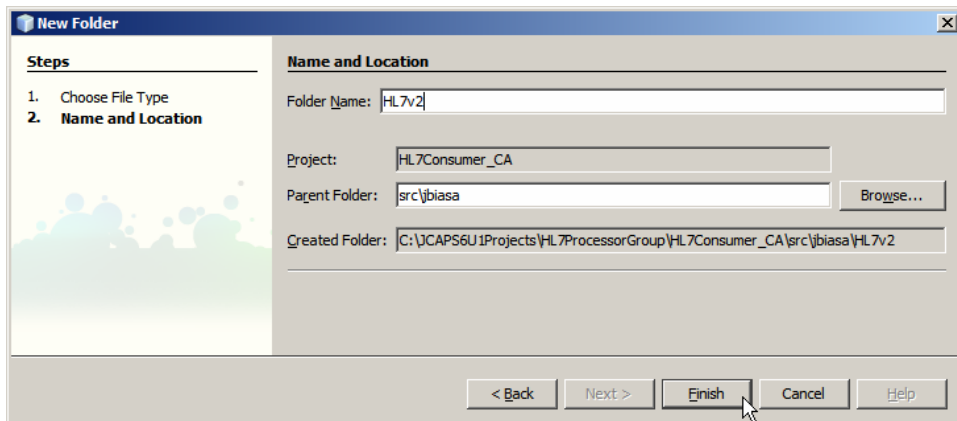 New Folder
Steps
1. Choose File Type
2. Name and Location
Name and Location
Folder Name: HL7v2
Project: HL7Consumer_CA
Parent Folder: src\jbiasa Browse...
Created Folder: C:\JCAPS6U1Projects\HL7ProcessorGroup\HL7Consumer_CA\src\jbiasa\HL7v2
< Back Next > Finish Cancel Help